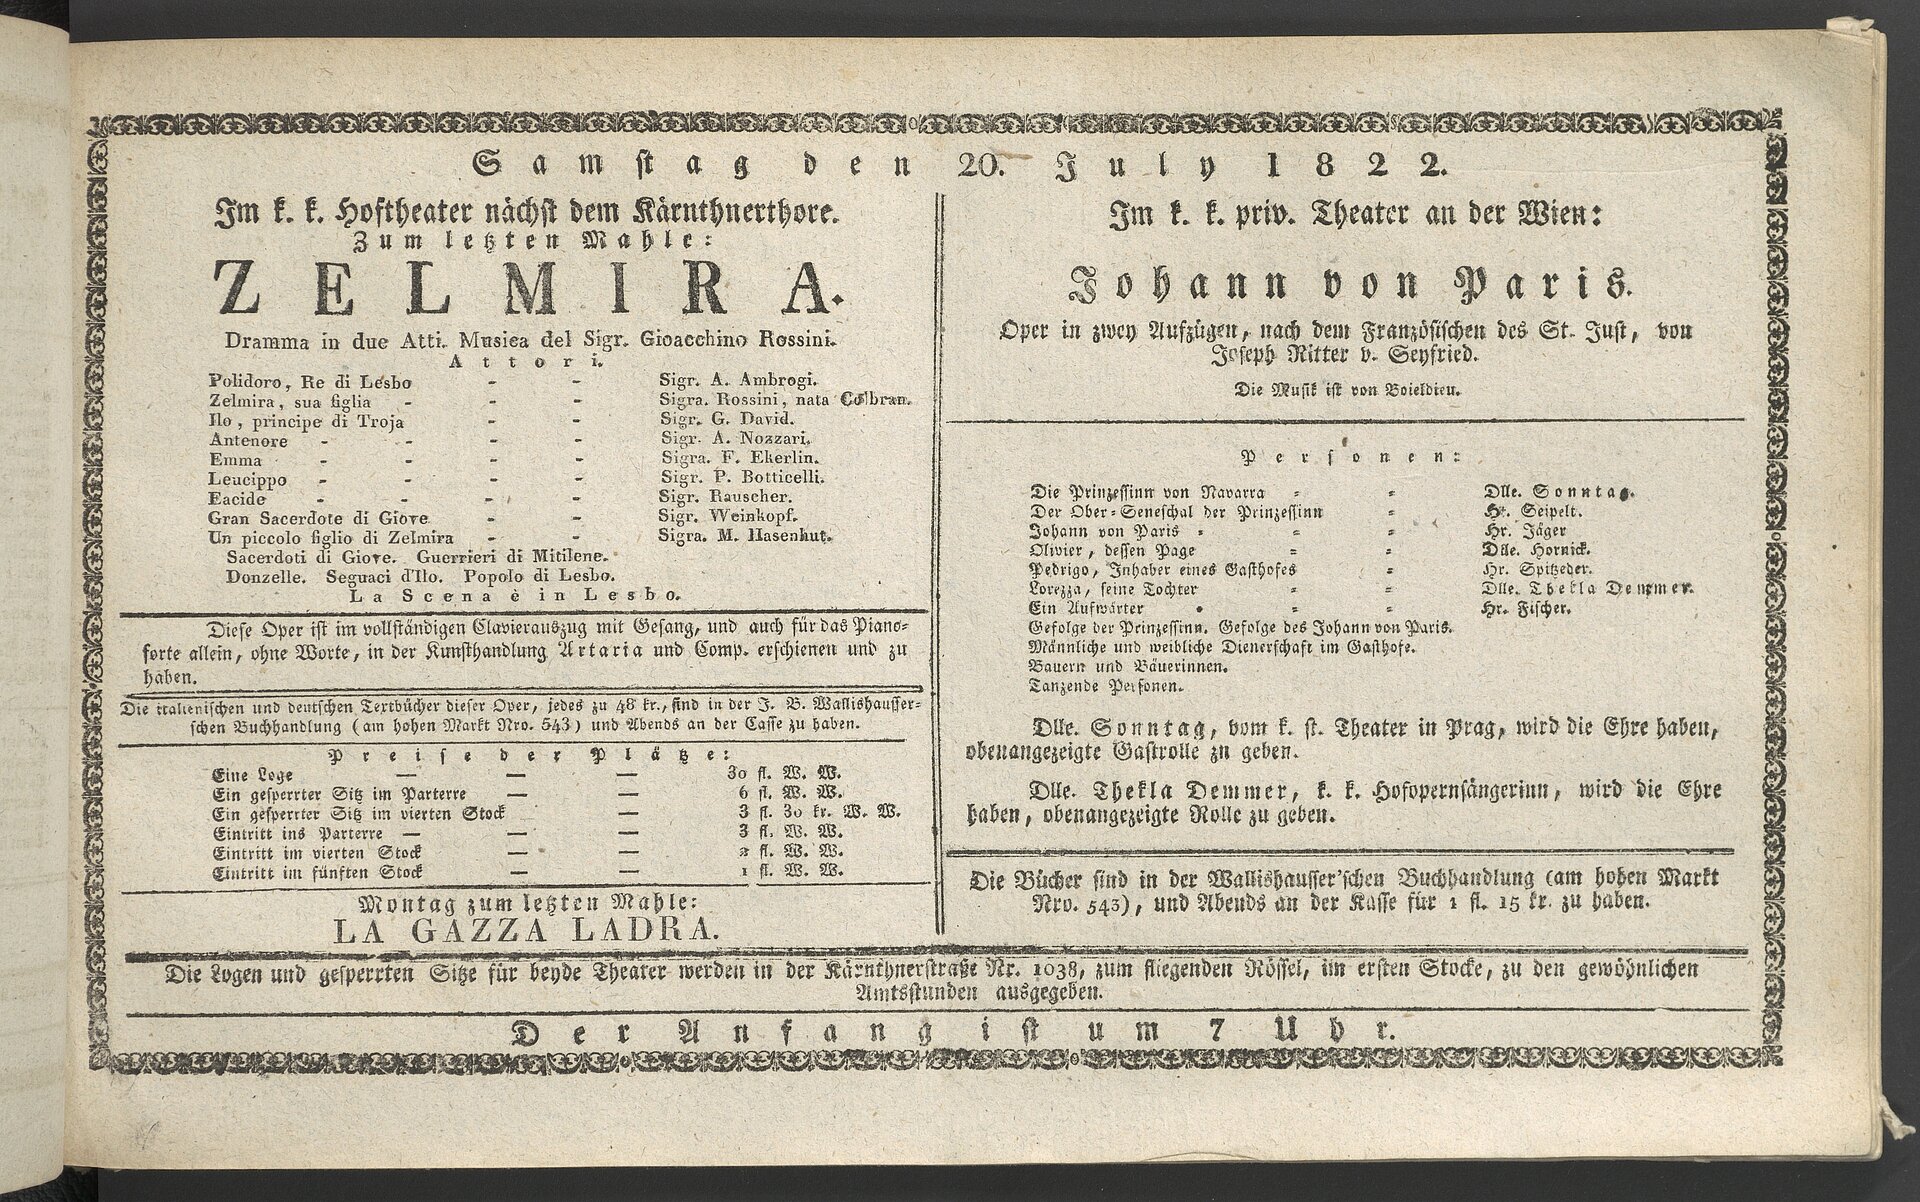 Samstag den 20. July 1822.
Im k. k. Hoftheater nächst dem Kärnthnerthore.
Zum letzten Mahle:
ZELMIRA.
Dramma in due Atti. Musica del Sigr. Gioacchino Rossini.
Attori.
Polidoro, Re di Lesbo - - Sigr. A. Ambrogi.
Zelmira, sua figlia - - - Sigra. Rossini, nata Colbran.
Ilo, principe di Troja - - Sigr. G. David.
Antenore - - - - Sigr. A. Nozzari.
Emma - - - - Sigra. F. Ekerlin.
Leucippo - - - - Sigr. P. Botticelli.
Eacide - - - - Sigr. Rauscher.
Gran Sacerdote di Giove - - Sigr. Weinkopf.
Un piccolo figlio di Zelmira - - Sigra. M. Hasenhut.
Sacerdoti di Giove. Guerrieri di Mitilene.
Donzelle. Seguaci d'Ilo. Popolo di Lesbo.
La Scena è in Lesbo.
Diese Oper ist im vollständigen Clavierauszug mit Gesang, und auch für das Piano-
forte allein, ohne Worte, in der Kunsthandlung Artaria und Comp. erschienen und zu
haben.
Die italienischen und deutschen Textbücher dieser Oper, jedes zu 48 kr., sind in der J. B. Wallishausser-
schen Buchhandlung (am hohen Markt Nro. 543) und Abends an der Casse zu haben.
Preise der Plätze:
Eine Loge — — — 30 fl. W. W.
Ein gesperrter Sitz im Parterre — — 6 fl. W. W.
Ein gesperrter Sitz im vierten Stock — 3 fl. 30 kr. W. W.
Eintritt ins Parterre — — — 3 fl. W. W.
Eintritt im vierten Stock — — 2 fl. W. W.
Eintritt im fünften Stock — — 1 fl. W. W.
Montag zum letzten Mahle:
LA GAZZA LADRA.
Im k. k. priv. Theater an der Wien:
Johann von Paris.
Oper in zwey Aufzügen, nach dem Französischen des St. Just, von
Joseph Ritter v. Seyfried.
Die Musik ist von Boieldieu.
Personen:
Die Prinzessinn von Navarra = = Dlle. Sonntag.
Der Ober=Seneschal der Prinzessinn = Hr. Seipelt.
Johann von Paris = = = Hr. Jäger
Olivier, dessen Page = = Dlle. Hornick.
Pedrigo, Inhaber eines Gasthofes = Hr. Spitzeder.
Lorezza, seine Tochter = = Dlle. Thekla Demmer.
Ein Aufwärter = = = Hr. Fischer.
Gefolge der Prinzessinn. Gefolge des Johann von Paris.
Männliche und weibliche Dienerschaft im Gasthofe.
Bauern und Bäuerinnen.
Tanzende Personen.
Dlle. Sonntag, vom k. st. Theater in Prag, wird die Ehre haben,
obenangezeigte Gastrolle zu geben.
Dlle. Thekla Demmer, k. k. Hofopernsängerinn, wird die Ehre
haben, obenangezeigte Rolle zu geben.
Die Bücher sind in der Wallishausser'schen Buchhandlung (am hohen Markt
Nro. 543), und Abends an der Kasse für 1 fl. 15 kr. zu haben.
Die Logen und gesperrten Sitze für beyde Theater werden in der Kärnthnerstraße Nr. 1038, zum fliegenden Rössel, im ersten Stocke, zu den gewöhnlichen
Amtsstunden ausgegeben.
Der Anfang ist um 7 Uhr.